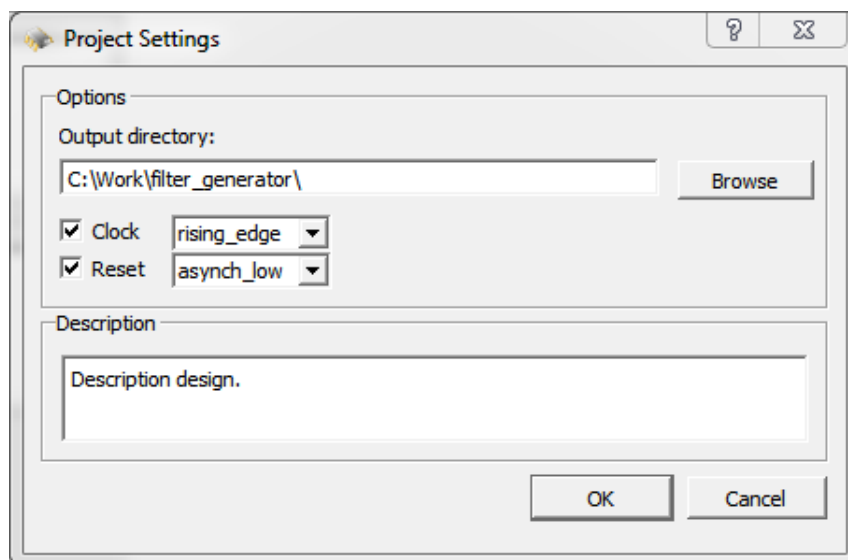 Project Settings
Options
Output directory:
C:\Work\filter_generator\
Browse
Clock rising_edge
Reset asynch_low
Description
Description design.
OK Cancel